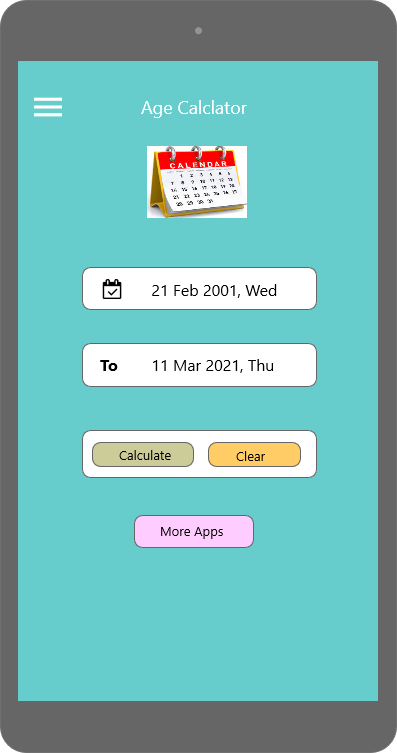 Age Calclator
CALENDAR
21 Feb 2001, Wed
To
11 Mar 2021, Thu
Calculate
Clear
More Apps